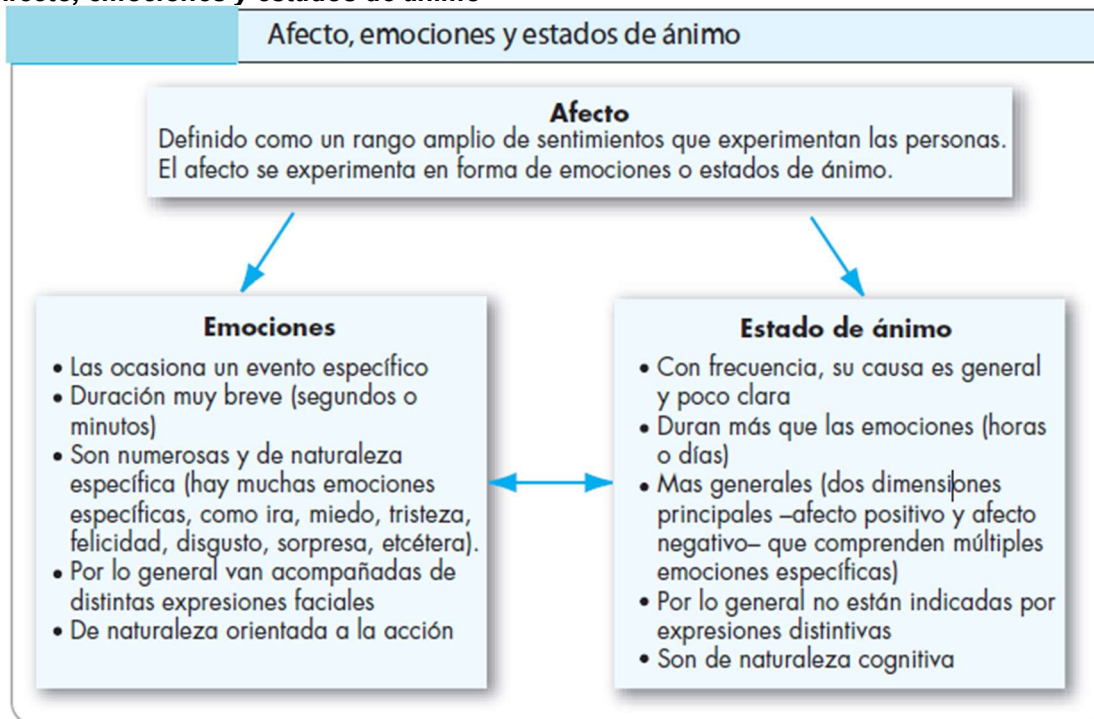 Afecto, emociones y estados de ánimo
Afecto
Definido como un rango amplio de sentimientos que experimentan las personas.
El afecto se experimenta en forma de emociones o estados de ánimo.
Emociones
• Las ocasiona un evento específico
• Duración muy breve (segundos o
minutos)
• Son numerosas y de naturaleza
específica (hay muchas emociones
específicas, como ira, miedo, tristeza,
felicidad, disgusto, sorpresa, etcétera).
• Por lo general van acompañadas de
distintas expresiones faciales
• De naturaleza orientada a la acción
Estado de ánimo
• Con frecuencia, su causa es general
y poco clara
• Duran más que las emociones (horas
o días)
• Mas generales (dos dimensiones
principales –afecto positivo y afecto
negativo– que comprenden múltiples
emociones específicas)
• Por lo general no están indicadas por
expresiones distintivas
• Son de naturaleza cognitiva